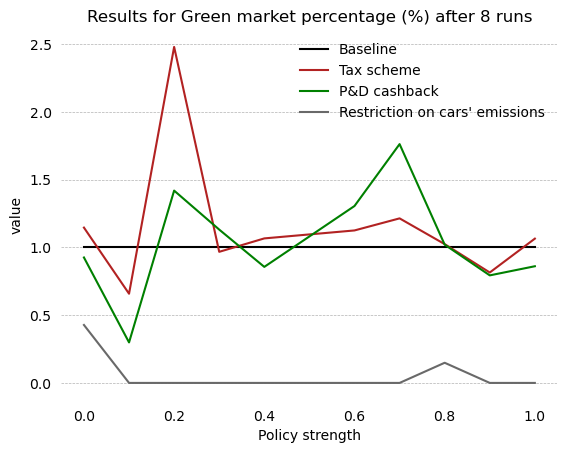 Results for Green market percentage (%) after 8 runs
Baseline
Tax scheme
P&D cashback
Restriction on cars' emissions
value
2.5
2.0
1.5
1.0
0.5
0.0
0.0 0.2 0.4 0.6 0.8 1.0
Policy strength